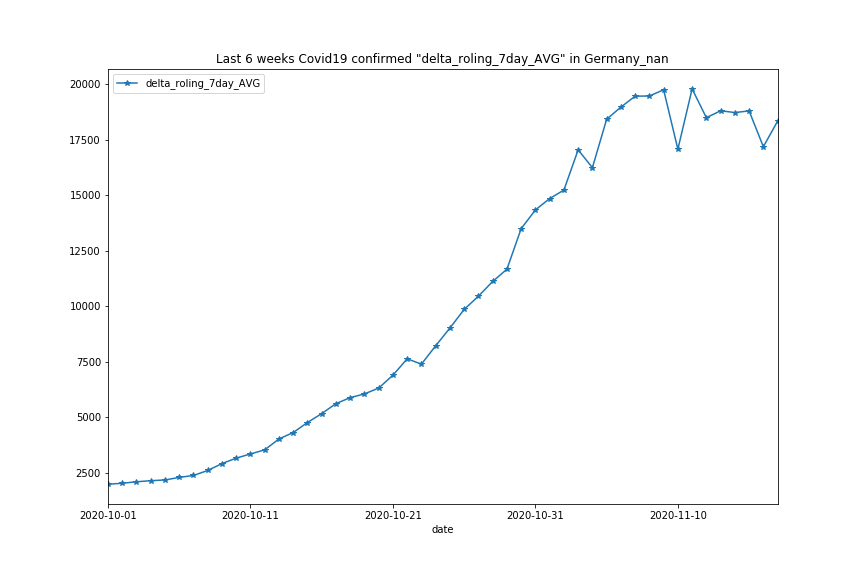 Last 6 weeks Covid19 confirmed "delta_roling_7day_AVG" in Germany_nan
delta_roling_7day_AVG
20000
17500
15000
12500
10000
7500
5000
2500
2020-10-01 2020-10-11 2020-10-21 2020-10-31 2020-11-10
date